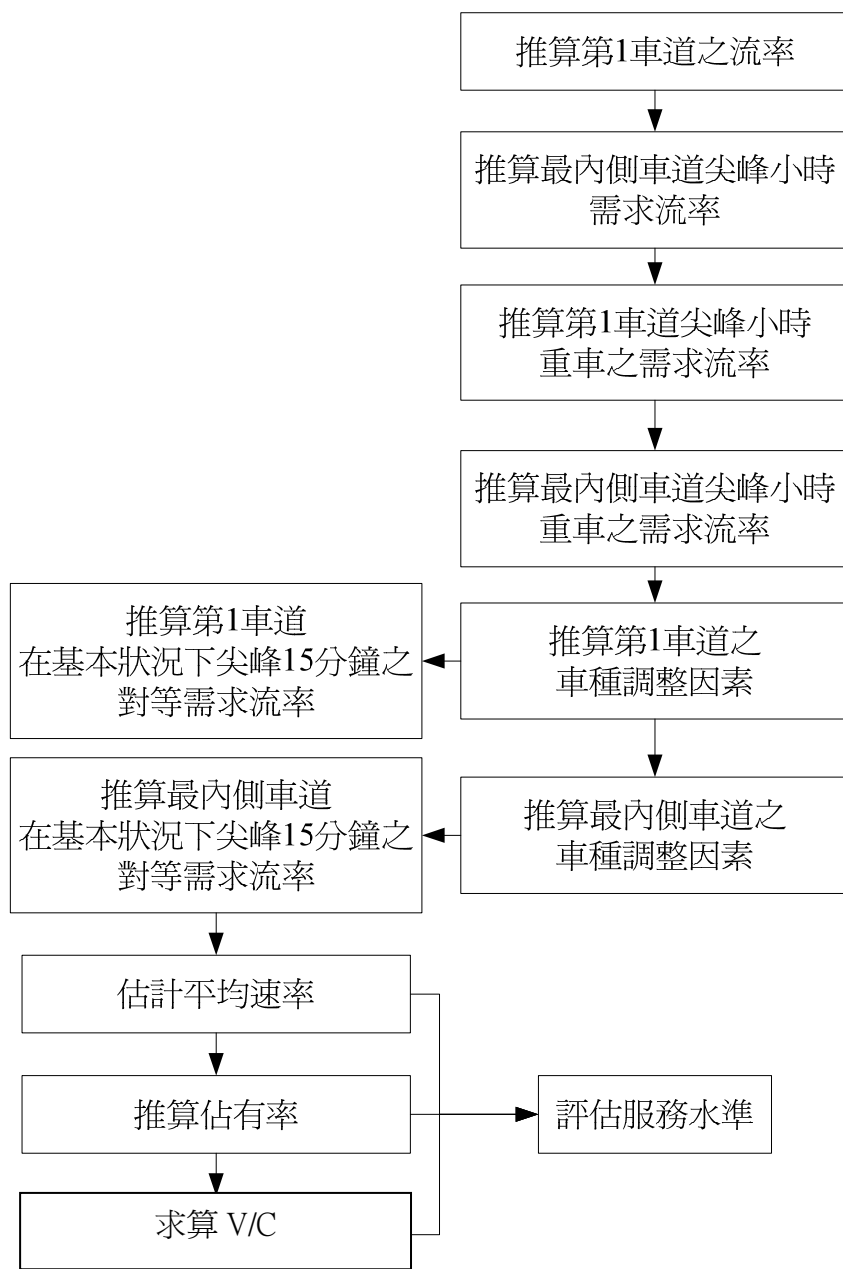 推算第1車道之流率
推算最內側車道尖峰小時
需求流率
推算第1車道尖峰小時
重車之需求流率
推算最內側車道尖峰小時
重車之需求流率
推算第1車道之
車種調整因素
推算第1車道
在基本狀況下尖峰15分鐘之
對等需求流率
推算最內側車道之
車種調整因素
推算最內側車道
在基本狀況下尖峰15分鐘之
對等需求流率
估計平均速率
推算佔有率
求算 V/C
評估服務水準